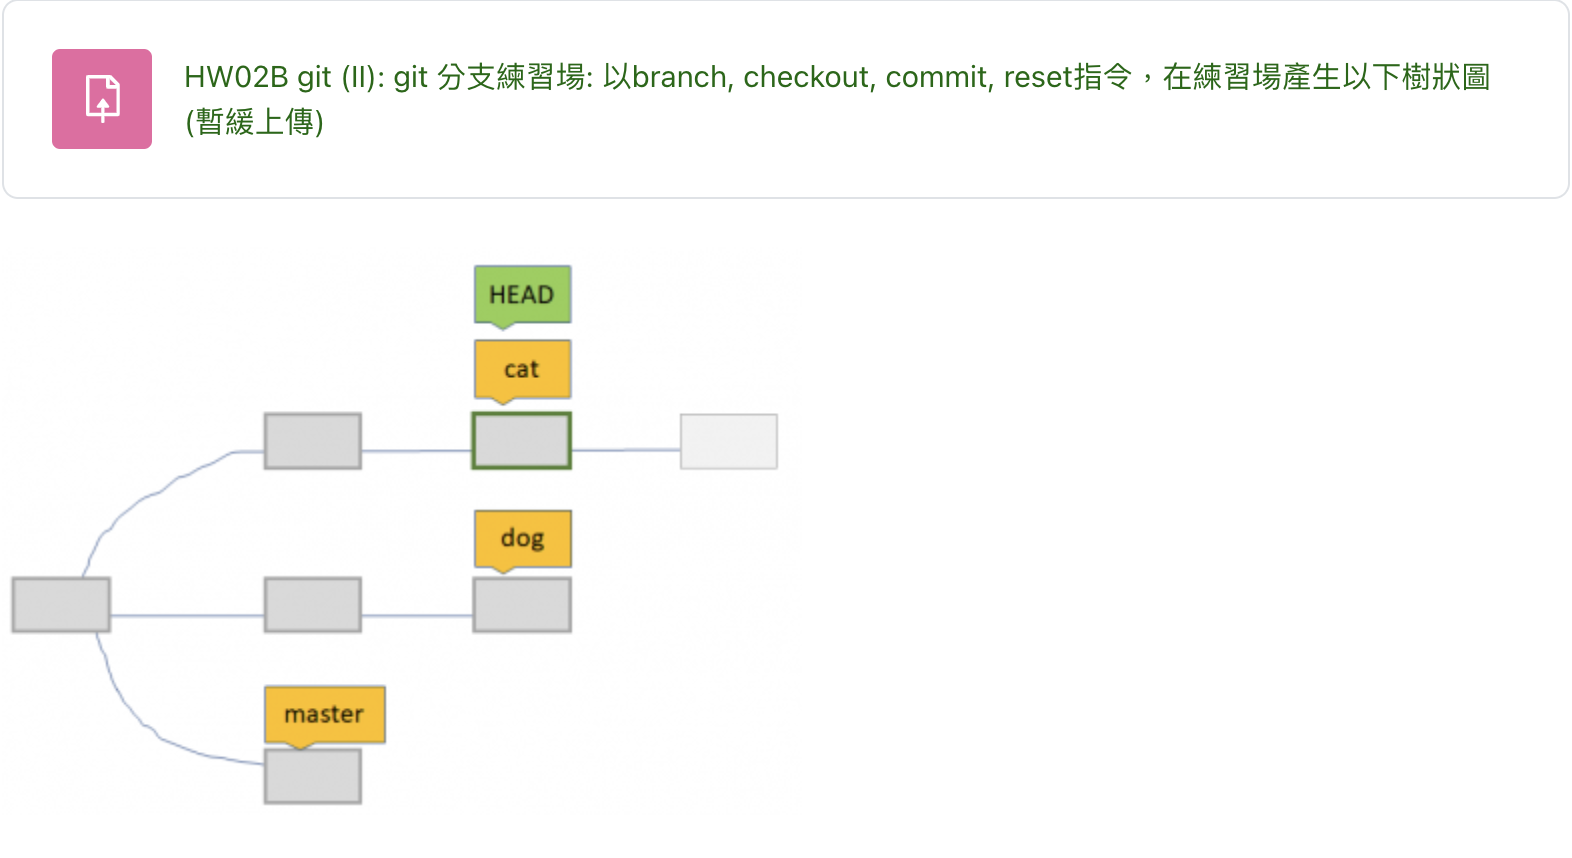 HW02B git (II): git 分支練習場: 以branch, checkout, commit, reset指令，在練習場產生以下樹狀圖
(暫緩上傳)
HEAD
cat
dog
master